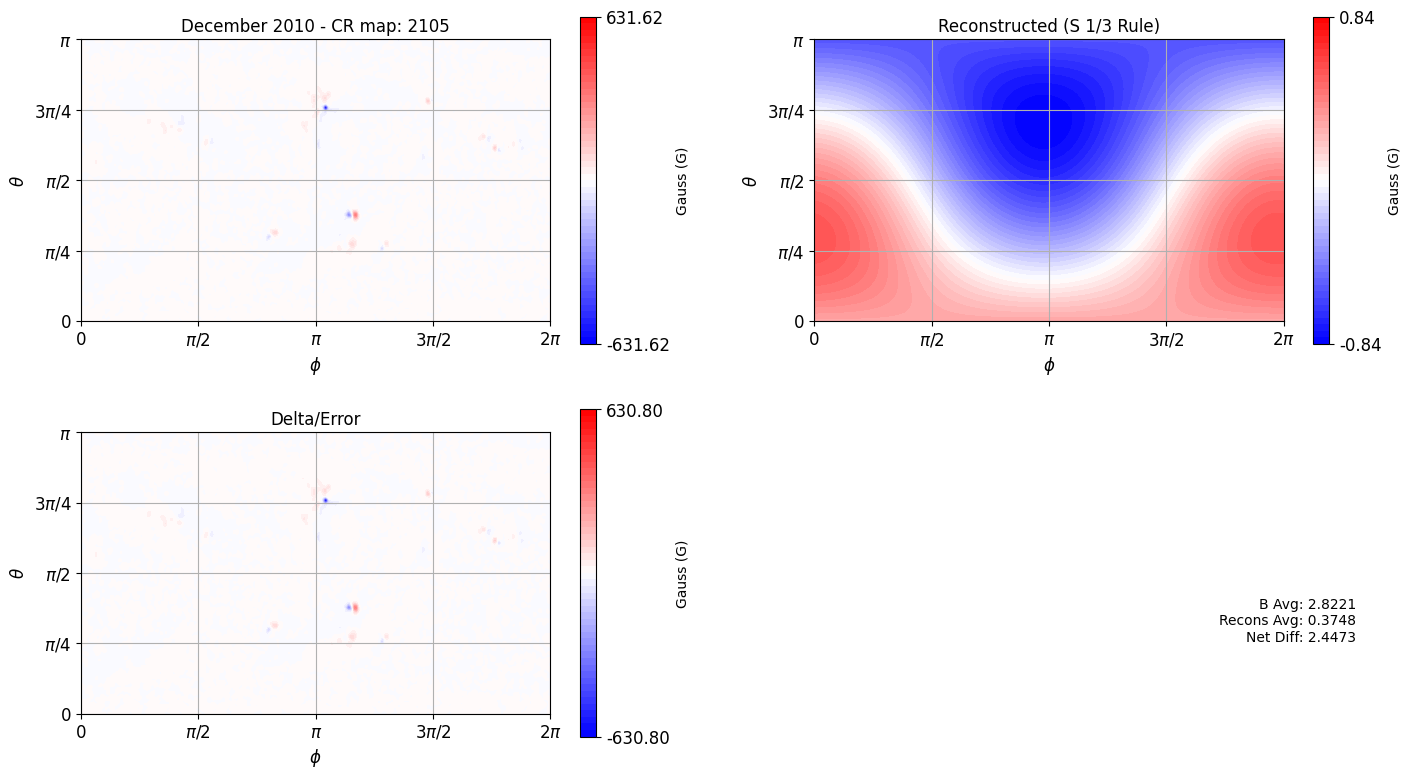 December 2010 - CR map: 2105
π
3π/4
π/2
π/4
0
θ
0
π/2
π
3π/2
2π
ϕ
631.62
-631.62
Gauss (G)
Reconstructed (S 1/3 Rule)
π
3π/4
π/2
π/4
0
θ
0
π/2
π
3π/2
2π
ϕ
0.84
-0.84
Gauss (G)
Delta/Error
π
3π/4
π/2
π/4
0
θ
0
π/2
π
3π/2
2π
ϕ
630.80
-630.80
Gauss (G)
B Avg: 2.8221
Recons Avg: 0.3748
Net Diff: 2.4473